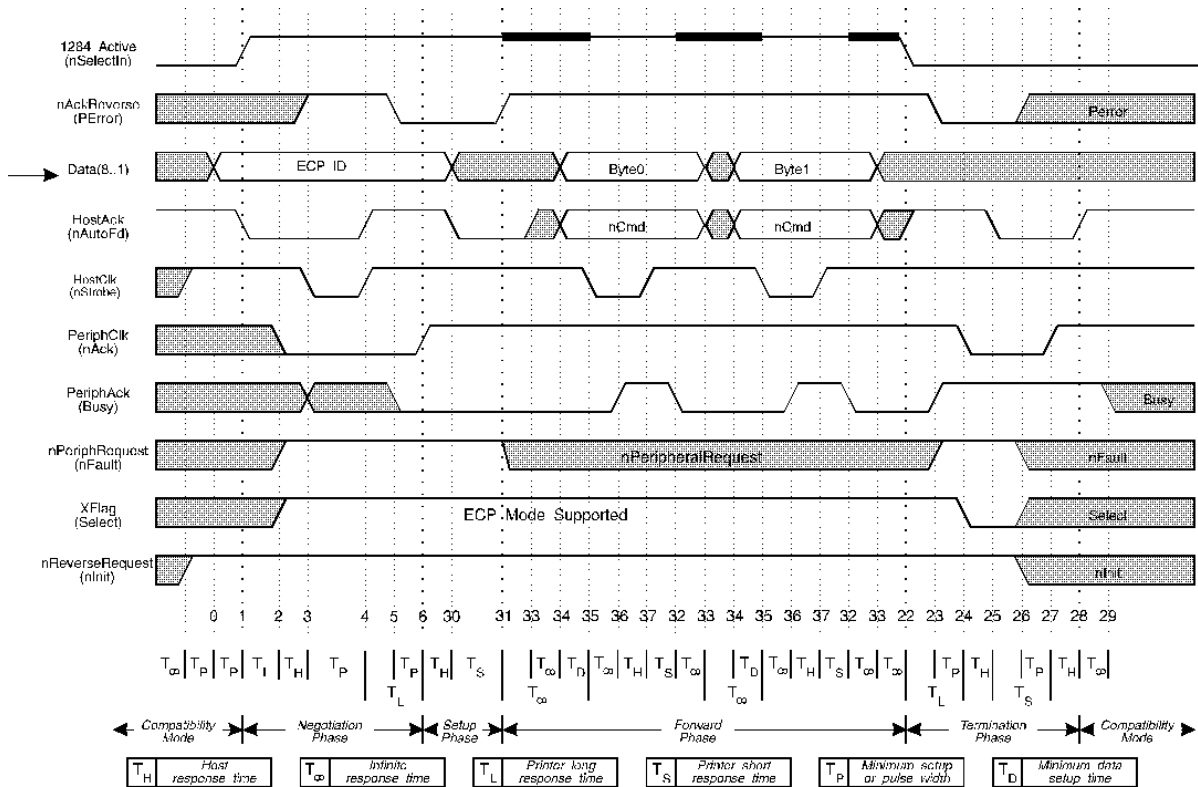 1284 Active
(nSelectIn)
nAckReverse
(PError)
Perror
Data(8..1)
ECP ID
Byte0
Byte1
HostAck
(nAutoFd)
nCmd
nCmd
HostClk
(nStrobe)
PeriphClk
(nAck)
PeriphAck
(Busy)
Busy
nPeriphRequest
(nFault)
nPeripheralRequest
nFault
XFlag
(Select)
ECP Mode Supported
Select
nReverseRequest
(nInit)
nInit
0 1 2 3 4 5 6 30 31 33 34 35 36 37 32 33 34 35 36 37 32 33 22 23 24 25 26 27 28 29
T∞ TP TP TL TH TP TP TH TS T∞ TD T∞ TH TS T∞ TD T∞ TH TS T∞ T∞ TP TH TP TH T∞
TL T∞ T∞ TL TS
Compatibility
Mode
Negotiation
Phase
Setup
Phase
Forward
Phase
Termination
Phase
Compatibility
Mode
TH Host
response time
T∞ Infinite
response time
TL Printer long
response time
TS Printer short
response time
TP Minimum setup
or pulse width
TD Minimum data
setup time